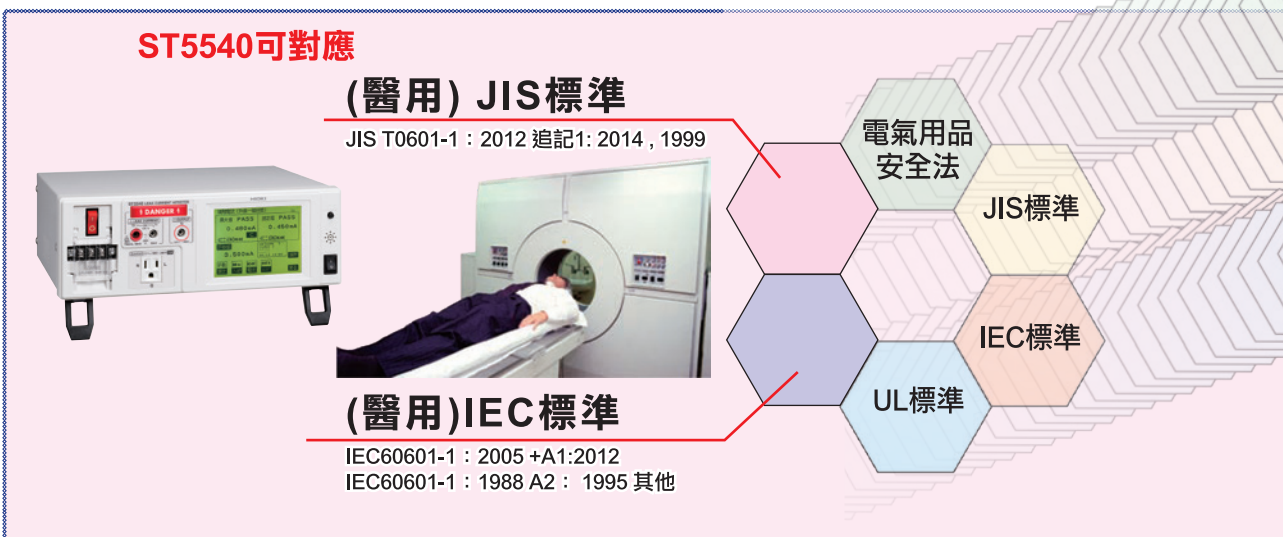 ST5540可對應
(醫用) JIS標準
JIS T0601-1：2012 追記1: 2014 , 1999
電氣用品
安全法
JIS標準
IEC標準
UL標準
DANGER
(醫用)IEC標準
IEC60601-1：2005 +A1:2012
IEC60601-1：1988 A2： 1995 其他